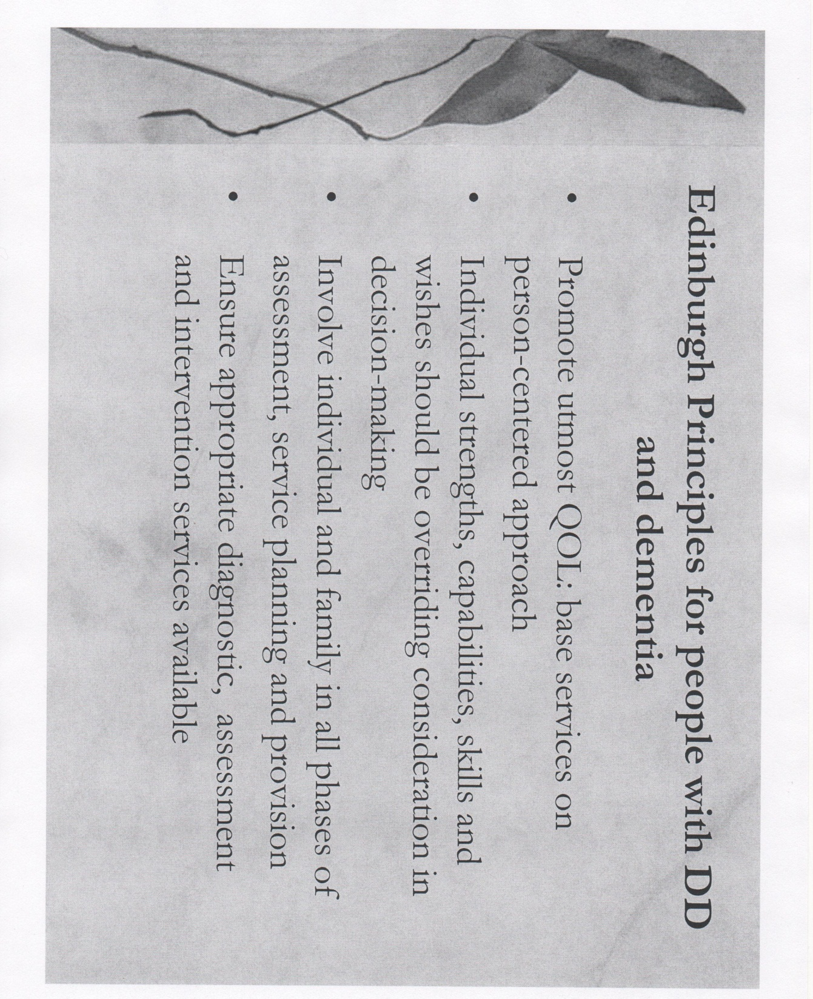 Edinburgh Principles for people with DD
and dementia
• Promote utmost QOL: base services on
person-centered approach
• Individual strengths, capabilities, skills and
wishes should be overriding consideration in
decision-making
• Involve individual and family in all phases of
assessment, service planning and provision
• Ensure appropriate diagnostic, assessment
and intervention services available